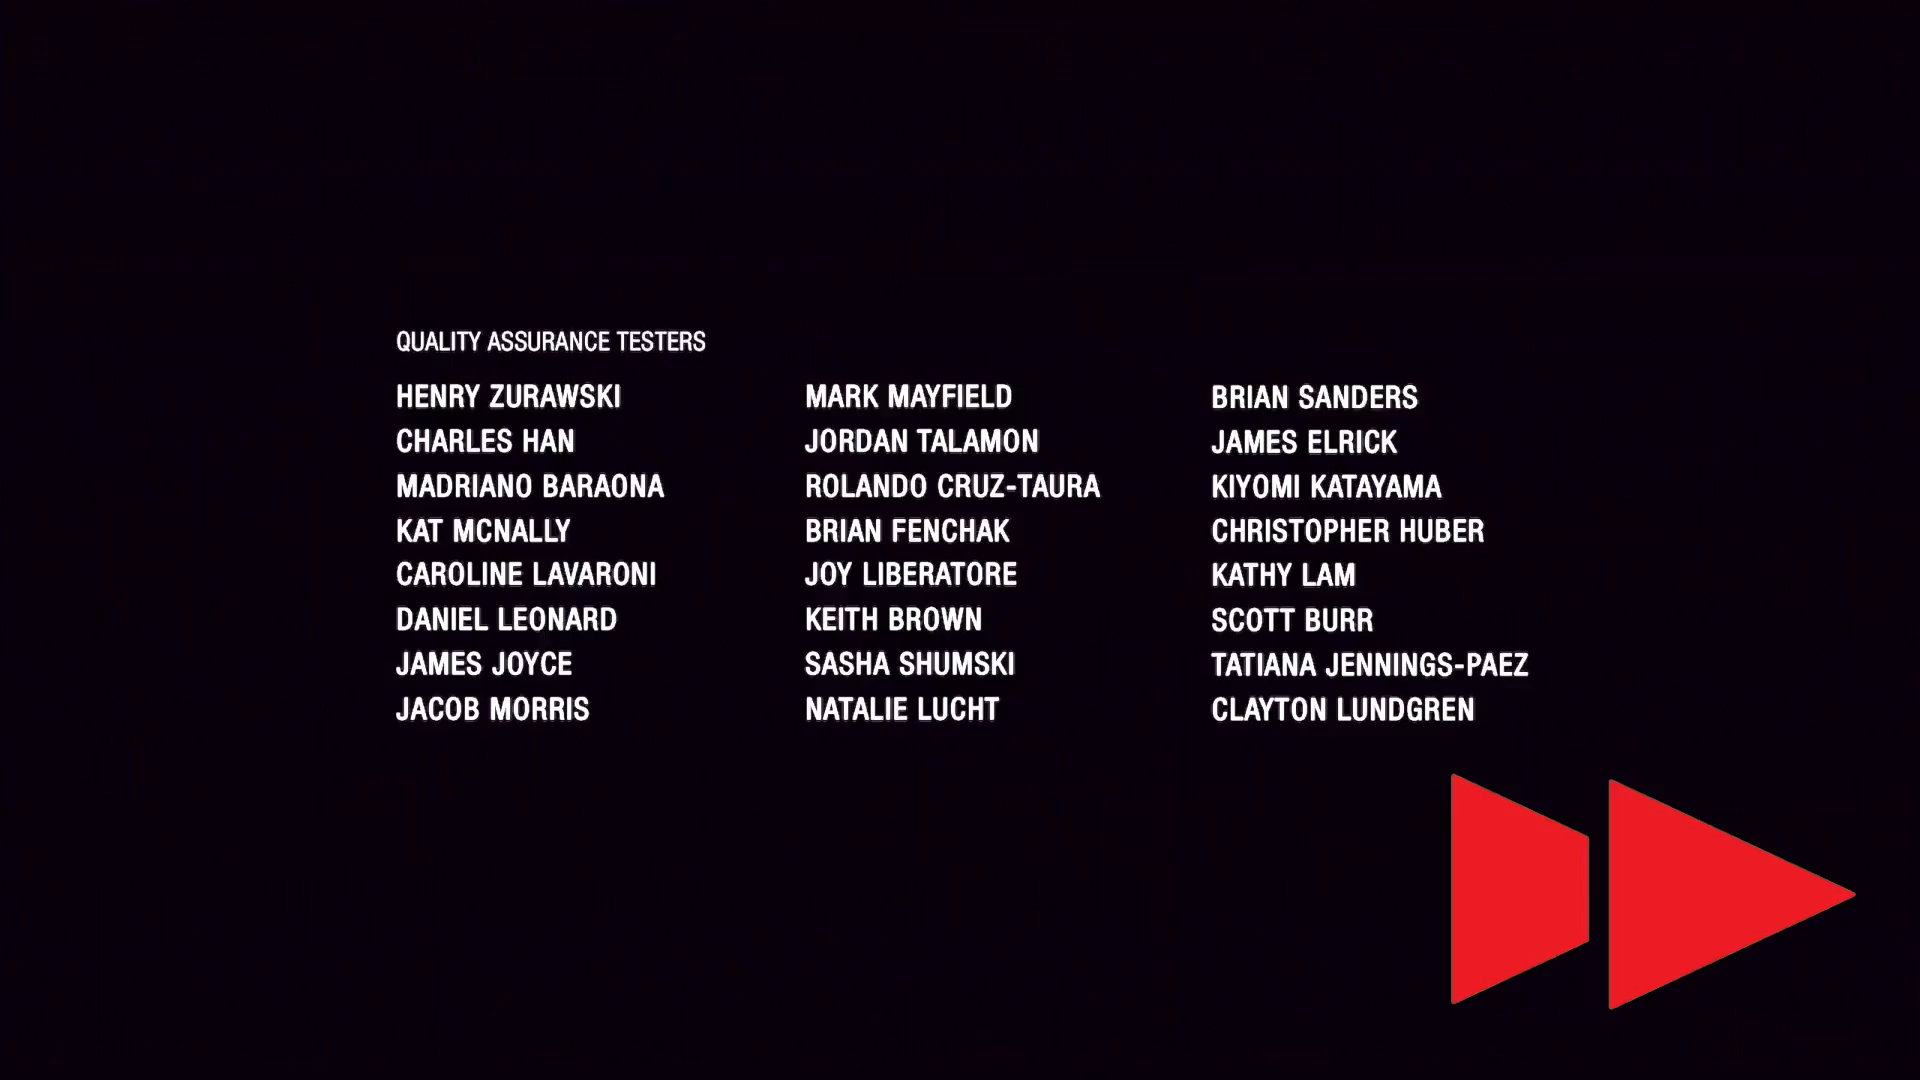 QUALITY ASSURANCE TESTERS
HENRY ZURAWSKI
CHARLES HAN
MADRIANO BARAONA
KAT MCNALLY
CAROLINE LAVARONI
DANIEL LEONARD
JAMES JOYCE
JACOB MORRIS
MARK MAYFIELD
JORDAN TALAMON
ROLANDO CRUZ-TAURA
BRIAN FENCHAK
JOY LIBERATORE
KEITH BROWN
SASHA SHUMSKI
NATALIE LUCHT
BRIAN SANDERS
JAMES ELRICK
KIYOMI KATAYAMA
CHRISTOPHER HUBER
KATHY LAM
SCOTT BURR
TATIANA JENNINGS-PAEZ
CLAYTON LUNDGREN